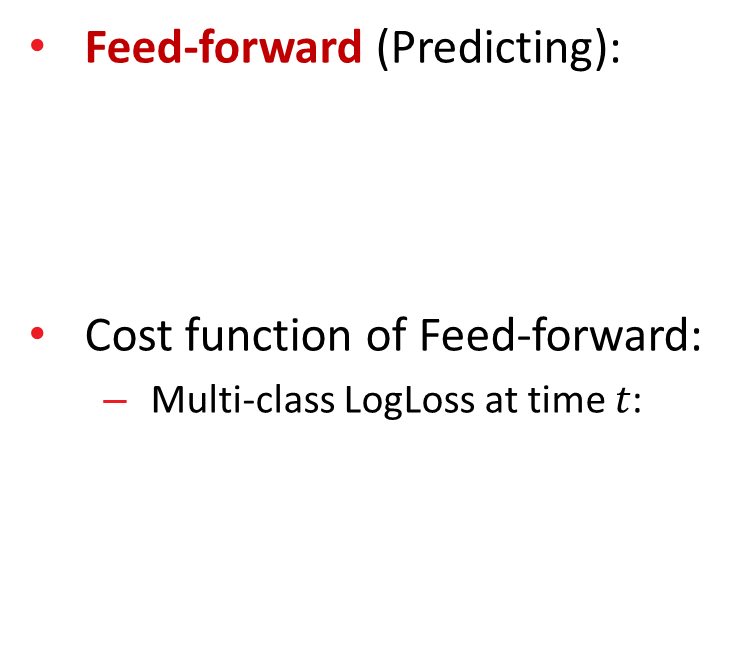 • Feed-forward (Predicting):
• Cost function of Feed-forward:
– Multi-class LogLoss at time t: